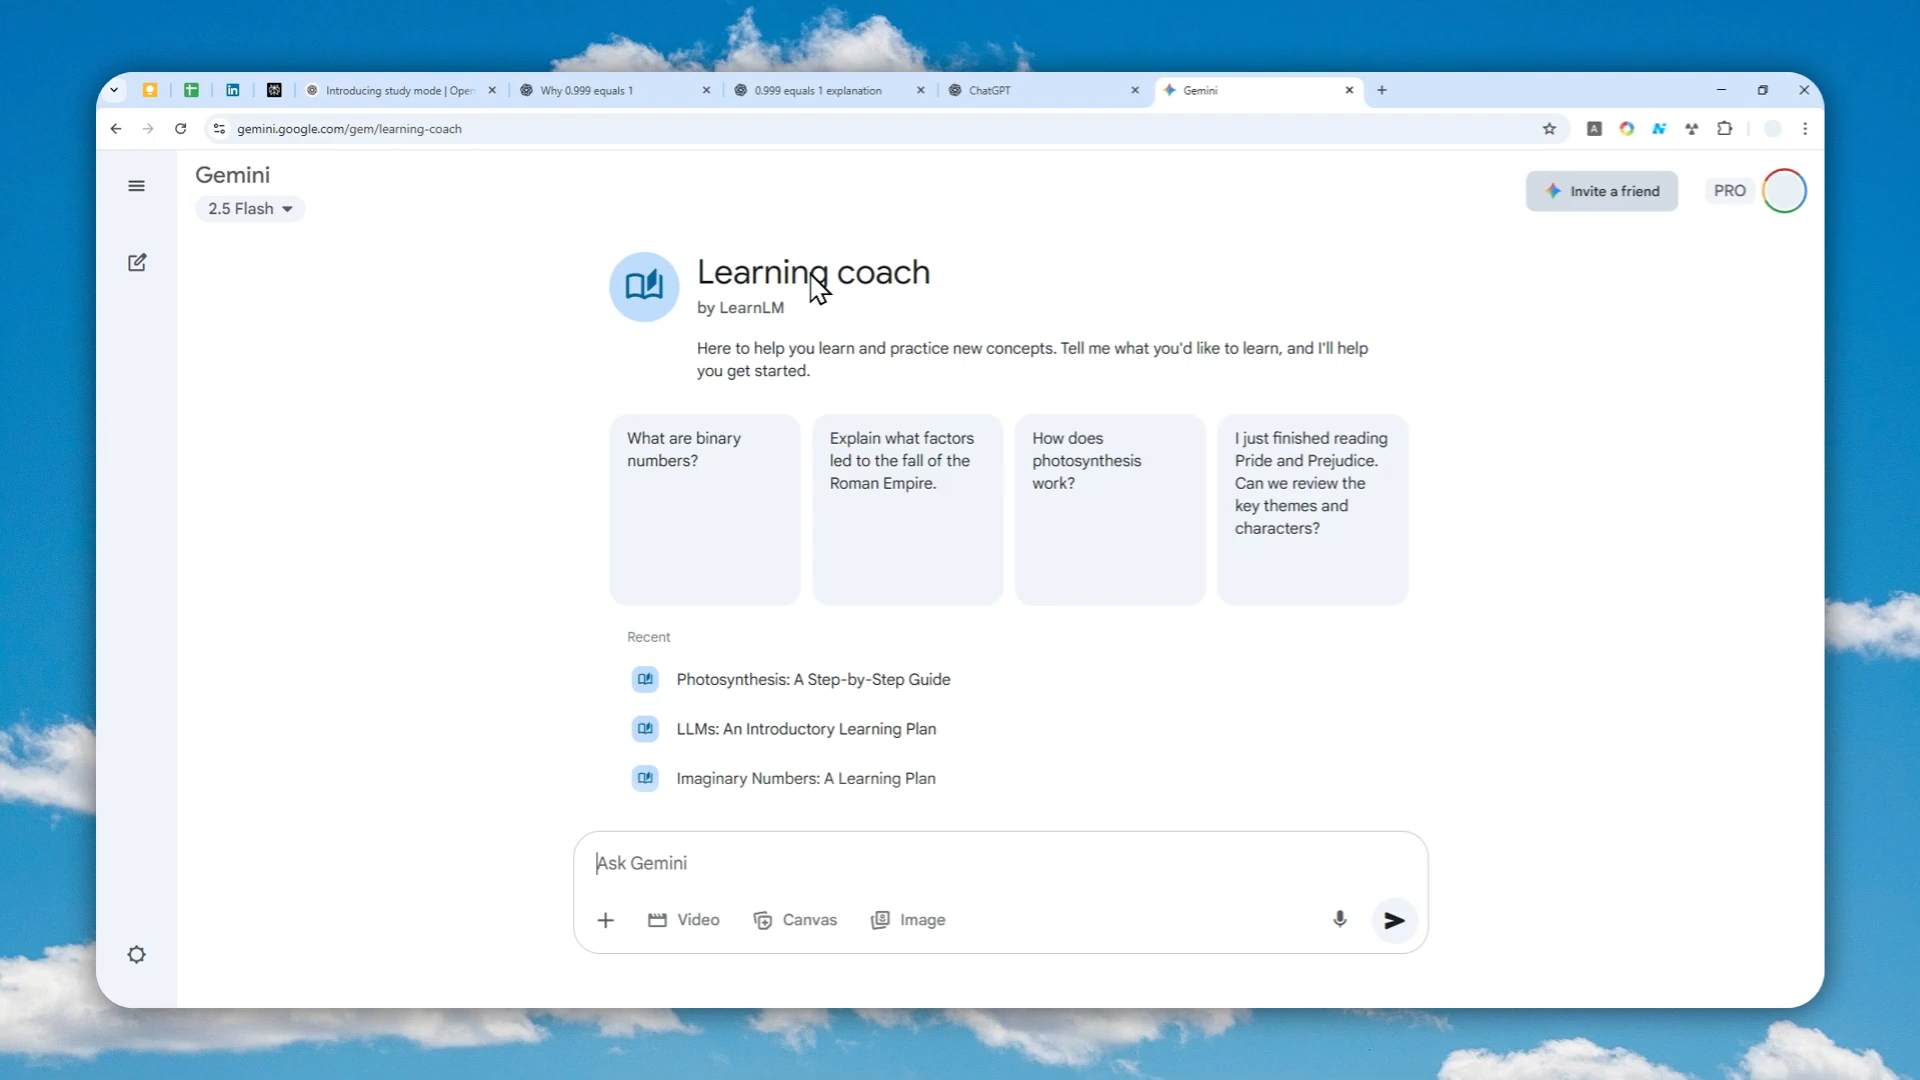 Introducing study mode | Open
Why 0.999 equals 1
0.999 equals 1 explanation
ChatGPT
Gemini
gemini.google.com/gem/learning-coach
Gemini
2.5 Flash
Invite a friend
PRO
Learning coach
by LearnLM
Here to help you learn and practice new concepts. Tell me what you'd like to learn, and I'll help
you get started.
What are binary
numbers?
Explain what factors
led to the fall of the
Roman Empire.
How does
photosynthesis
work?
I just finished reading
Pride and Prejudice.
Can we review the
key themes and
characters?
Recent
Photosynthesis: A Step-by-Step Guide
LLMs: An Introductory Learning Plan
Imaginary Numbers: A Learning Plan
Ask Gemini
Video
Canvas
Image